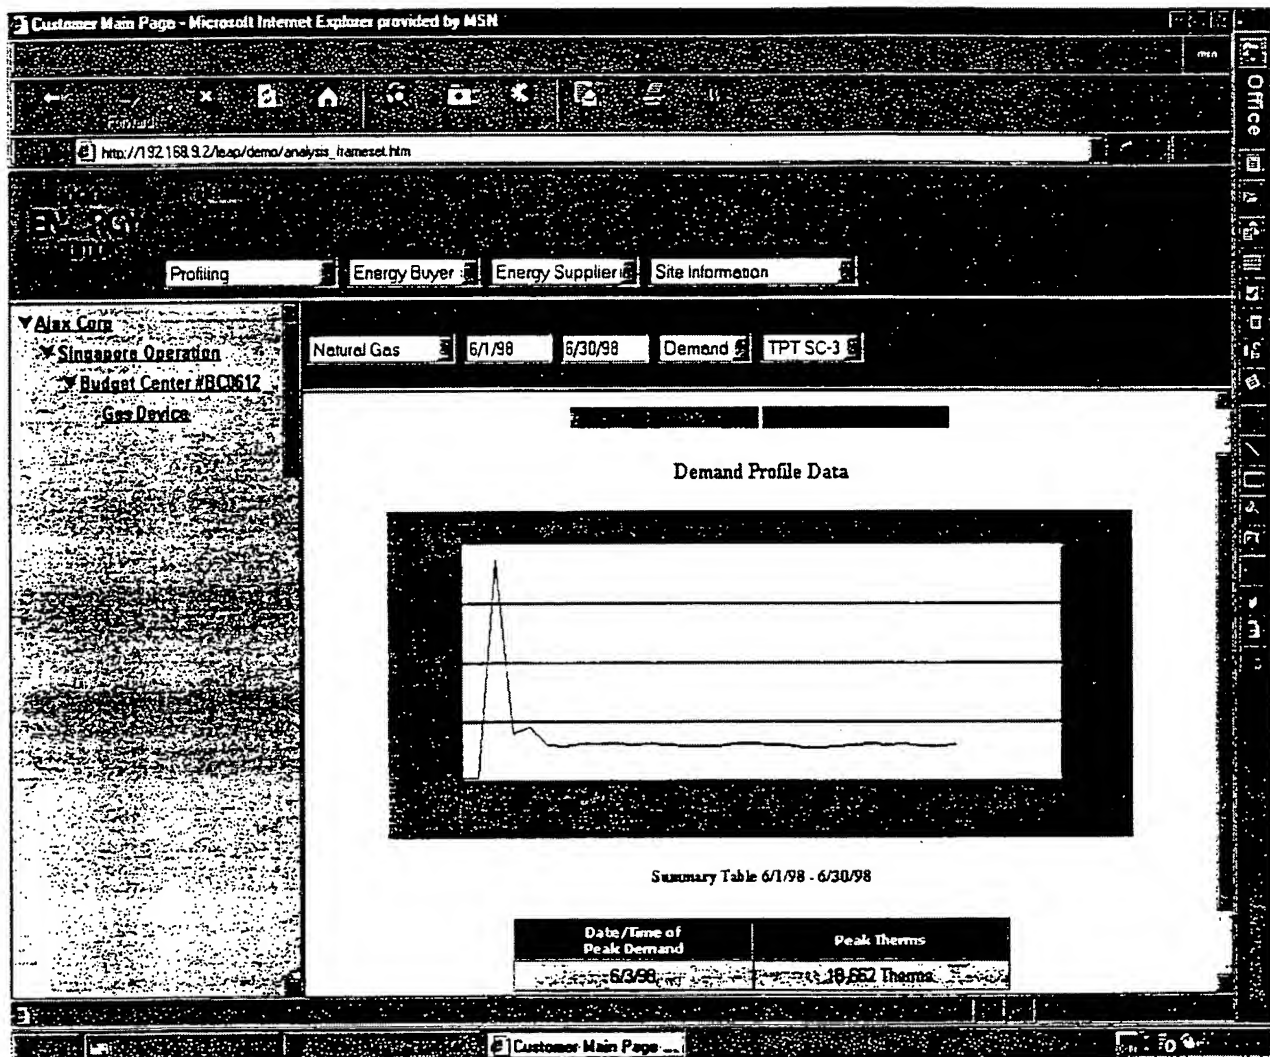 Customer Main Page - Microsoft Internet Explorer provided by MSN
msn
Forward
http://192.168.9.2/leap/demo/analysis_frameset.htm
Office
Profiling
Energy Buyer
Energy Supplier
Site Information
Ajax Corp
Singapore Operation
Budget Center #BC0612
Gas Device
Natural Gas
6/1/98
6/30/98
Demand
TPT SC-3
Demand Profile Data
Summary Table 6/1/98 - 6/30/98
Date/Time of
Peak Demand
Peak Therms
6/3/98
18,662 Therms
Customer Main Page ...